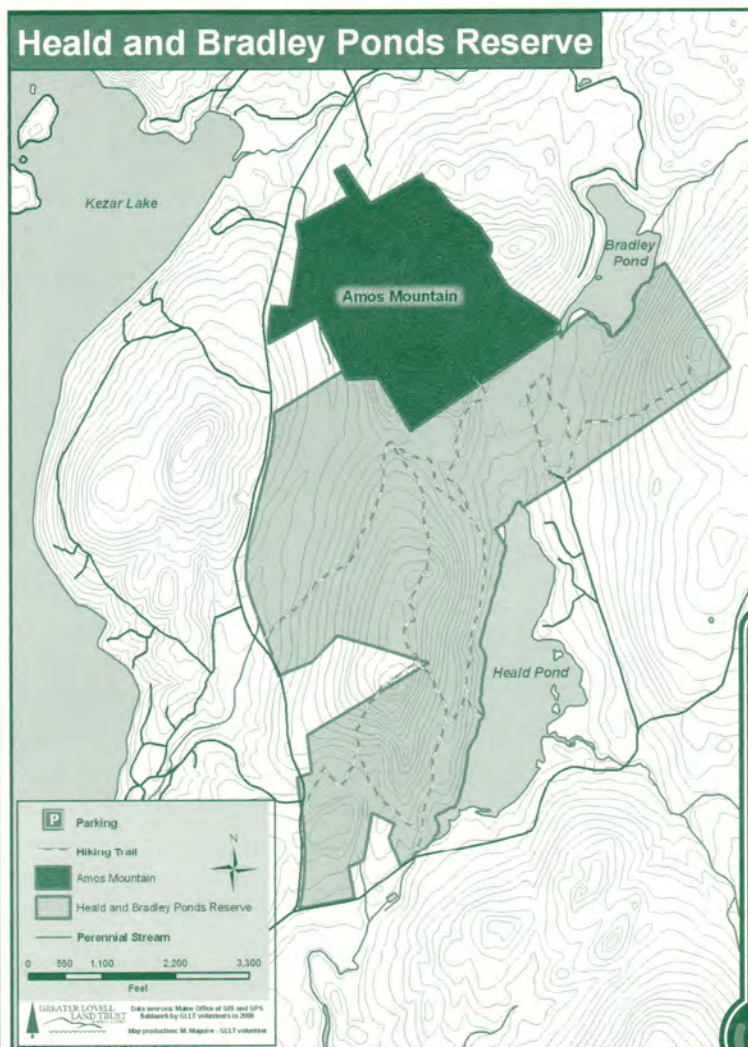 Heald and Bradley Ponds Reserve
Kezar Lake
Bradley
Pond
Amos Mountain
Heald Pond
P Parking
Hiking Trail
N
Amos Mountain
Heald and Bradley Ponds Reserve
Perennial Stream
0 550 1,100 2,200 3,300
Feet
GREATER LOVELL
LAND TRUST
Data sources: Maine Office of GIS and GPS
fieldwork by GLLT volunteers in 2008
Map production: M. Maguire - GLLT volunteer